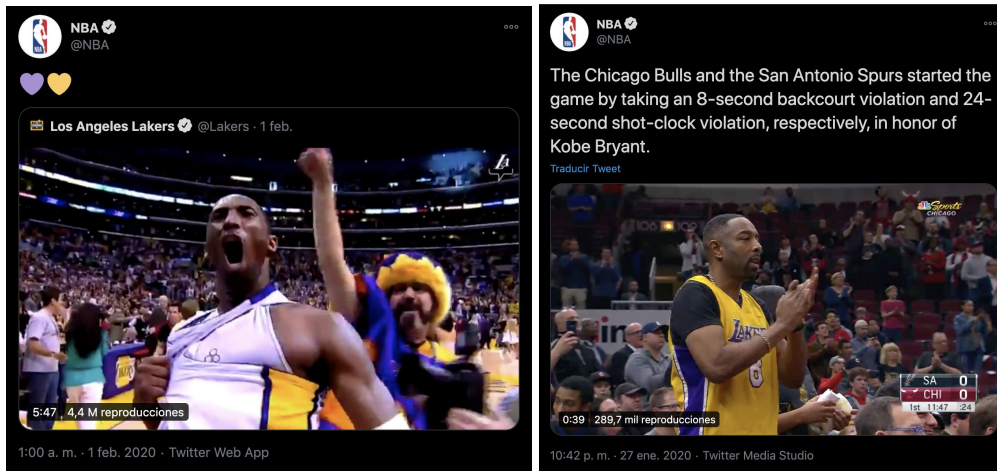 NBA
@NBA
💜💛
Los Angeles Lakers @Lakers · 1 feb.
5:47 4,4 M reproducciones
1:00 a. m. · 1 feb. 2020 · Twitter Web App
NBA
@NBA
The Chicago Bulls and the San Antonio Spurs started the
game by taking an 8-second backcourt violation and 24-
second shot-clock violation, respectively, in honor of
Kobe Bryant.
Traducir Tweet
Sports
CHICAGO
LAKERS
8
SA 0
CHI 0
1st 11:47 :24
0:39 289,7 mil reproducciones
10:42 p. m. · 27 ene. 2020 · Twitter Media Studio